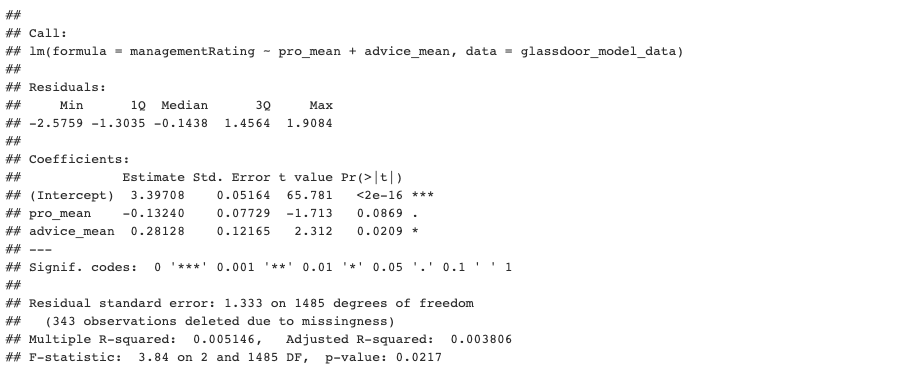 ##
## Call:
## lm(formula = managementRating ~ pro_mean + advice_mean, data = glassdoor_model_data)
##
## Residuals:
##     Min      1Q  Median      3Q     Max
## -2.5759 -1.3035 -0.1438  1.4564  1.9084
##
## Coefficients:
##             Estimate Std. Error t value Pr(>|t|)
## (Intercept)  3.39708    0.05164  65.781   <2e-16 ***
## pro_mean    -0.13240    0.07729  -1.713   0.0869 .
## advice_mean  0.28128    0.12165   2.312   0.0209 *
## ---
## Signif. codes:  0 '***' 0.001 '**' 0.01 '*' 0.05 '.' 0.1 ' ' 1
##
## Residual standard error: 1.333 on 1485 degrees of freedom
##   (343 observations deleted due to missingness)
## Multiple R-squared:  0.005146,   Adjusted R-squared:  0.003806
## F-statistic:  3.84 on 2 and 1485 DF,  p-value: 0.0217